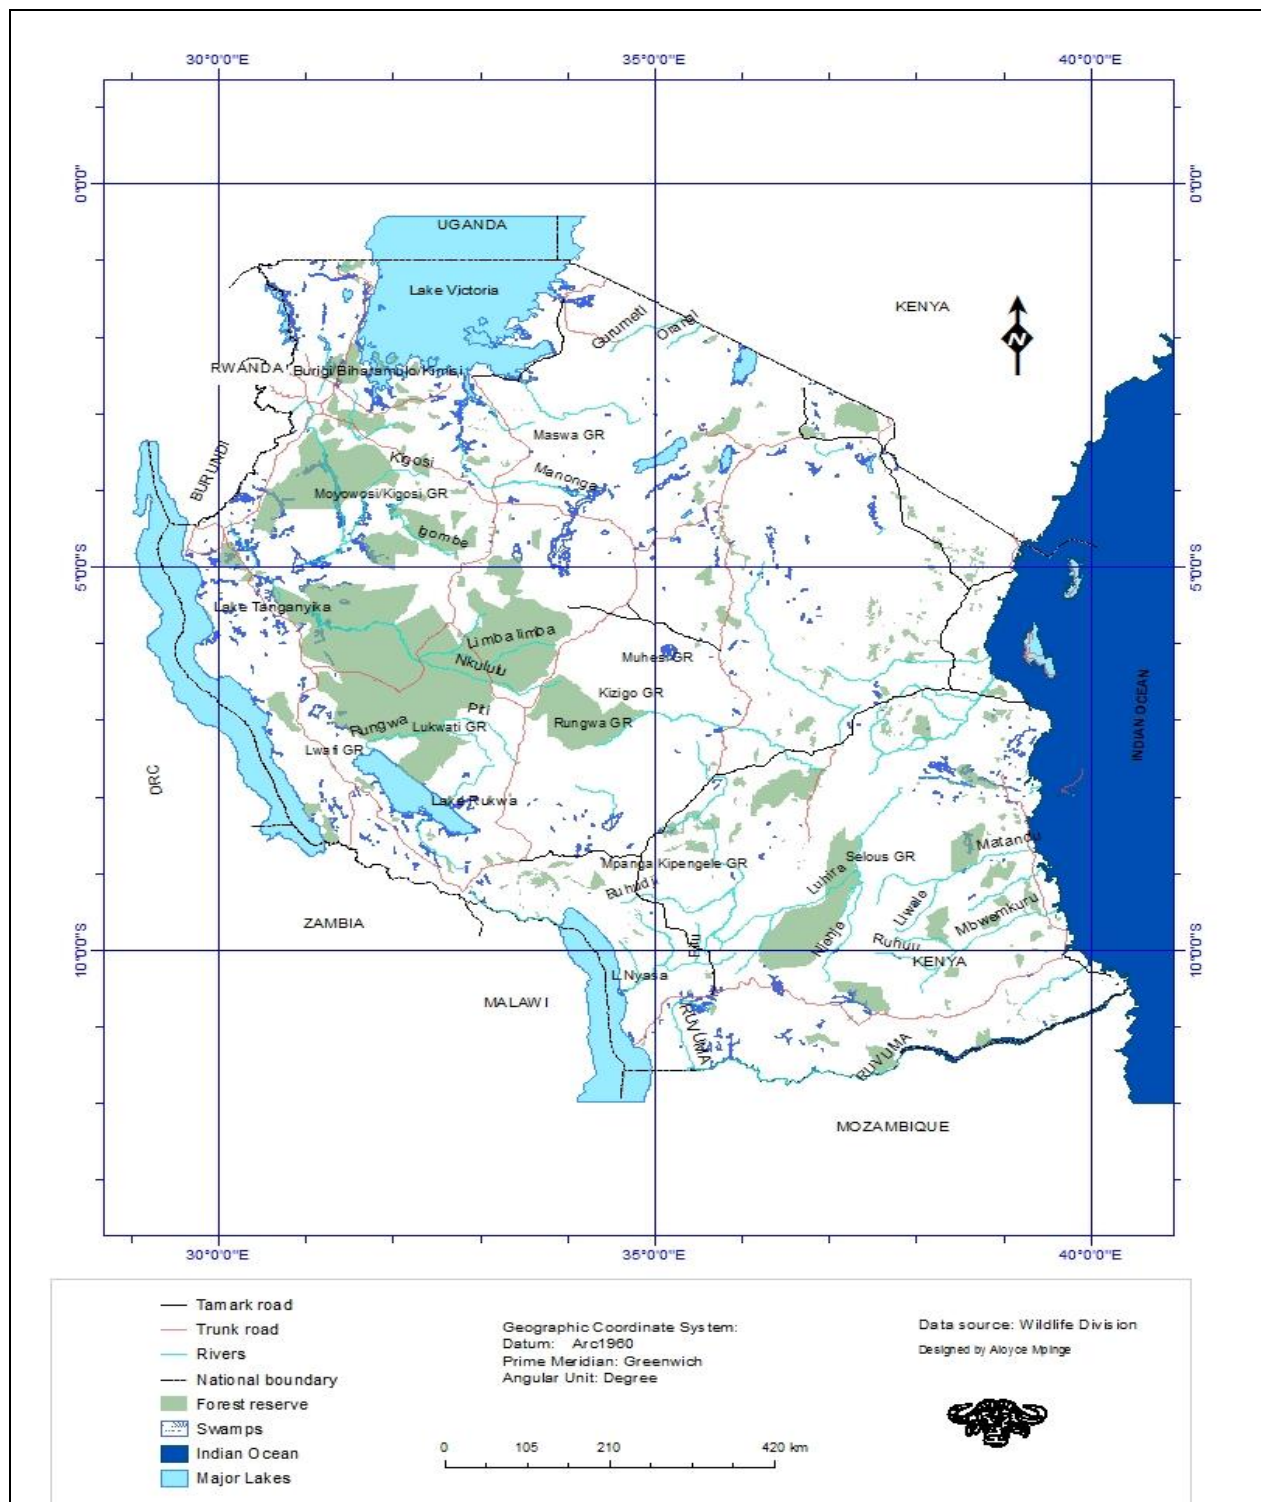 30°0'0"E 35°0'0"E 40°0'0"E
0°0'0" 0°0'0"
UGANDA
Lake Victoria
KENYA
Gurumeti
Orangi
N
RWANDA
Burigi/Biharamulo/Kimisi
Maswa GR
BURUNDI
Kigosi
Manonga
Moyowosi/Kigosi GR
Igombe
5°0'0"S 5°0'0"S
Lake Tanganyika
Limba limba
Nkululu
Muhesi GR
Kizigo GR
Piti
Rungwa
Lukwati GR
Rungwa GR
Lwafi GR
INDIAN OCEAN
DRC
Lake Rukwa
Matandu
Mpanga Kipengele GR
Selous GR
Luhira
Ruhudji
Liwale
Mbwemkuru
ZAMBIA
Njenje
Ruhuu
10°0'0"S 10°0'0"S
KENYA
L.Nyasa
MALAWI
RUVUMA
RUVUMA
MOZAMBIQUE
30°0'0"E 35°0'0"E 40°0'0"E
Tamark road
Trunk road
Rivers
National boundary
Forest reserve
Swamps
Indian Ocean
Major Lakes
Geographic Coordinate System:
Datum: Arc1960
Prime Meridian: Greenwich
Angular Unit: Degree
0 105 210 420 km
Data source: Wildlife Division
Designed by Aloyce Mpinge